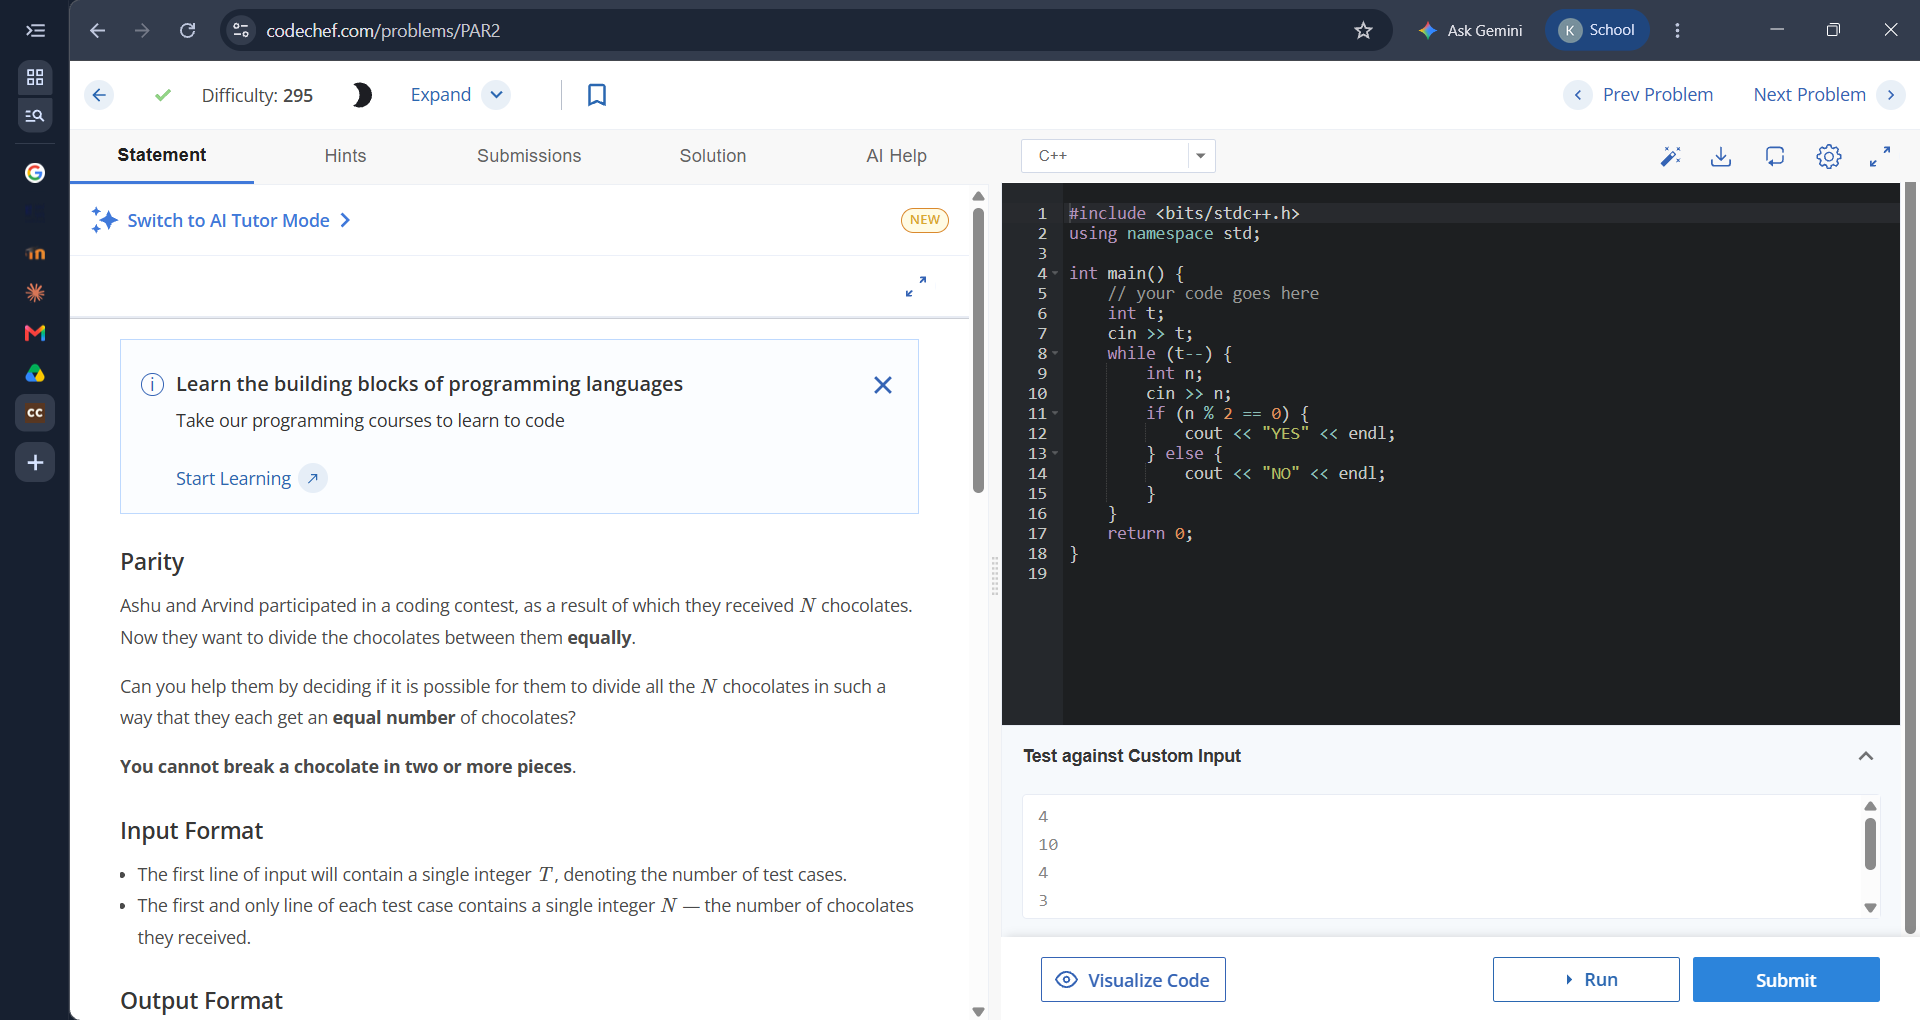 codechef.com/problems/PAR2
Ask Gemini
K School
Difficulty: 295
Expand
Prev Problem
Next Problem
Statement
Hints
Submissions
Solution
AI Help
C++
Switch to AI Tutor Mode
NEW
Learn the building blocks of programming languages
Take our programming courses to learn to code
Start Learning
Parity
Ashu and Arvind participated in a coding contest, as a result of which they received N chocolates.
Now they want to divide the chocolates between them equally.
Can you help them by deciding if it is possible for them to divide all the N chocolates in such a
way that they each get an equal number of chocolates?
You cannot break a chocolate in two or more pieces.
Input Format
• The first line of input will contain a single integer T, denoting the number of test cases.
• The first and only line of each test case contains a single integer N — the number of chocolates
they received.
Output Format
cc
1 #include <bits/stdc++.h>
2 using namespace std;
3
4 int main() {
5 // your code goes here
6 int t;
7 cin >> t;
8 while (t--) {
9 int n;
10 cin >> n;
11 if (n % 2 == 0) {
12 cout << "YES" << endl;
13 } else {
14 cout << "NO" << endl;
15 }
16 }
17 return 0;
18 }
19
Test against Custom Input
4
10
4
3
Visualize Code
Run
Submit